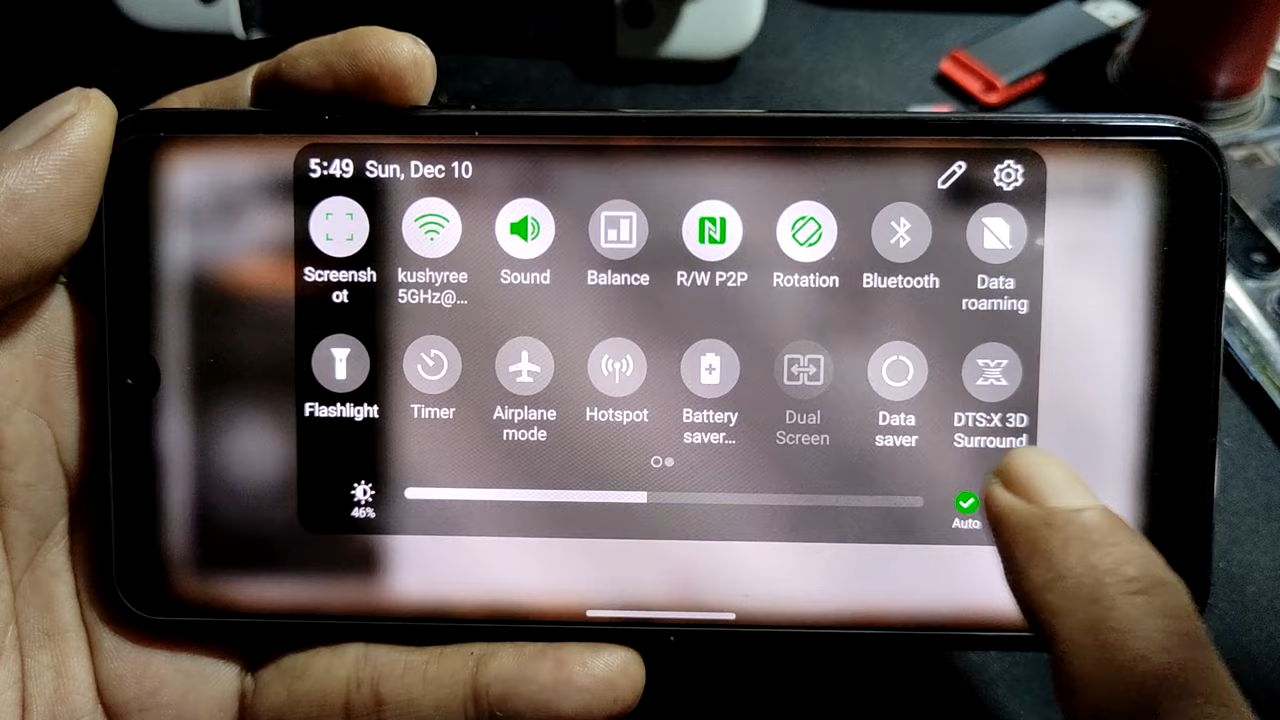 5:49 Sun, Dec 10
Screensh
ot
kushyree
5GHz@...
Sound
Balance
R/W P2P
Rotation
Bluetooth
Data
roaming
Flashlight
Timer
Airplane
mode
Hotspot
Battery
saver...
Dual
Screen
Data
saver
DTS:X 3D
Surround
46%
Auto